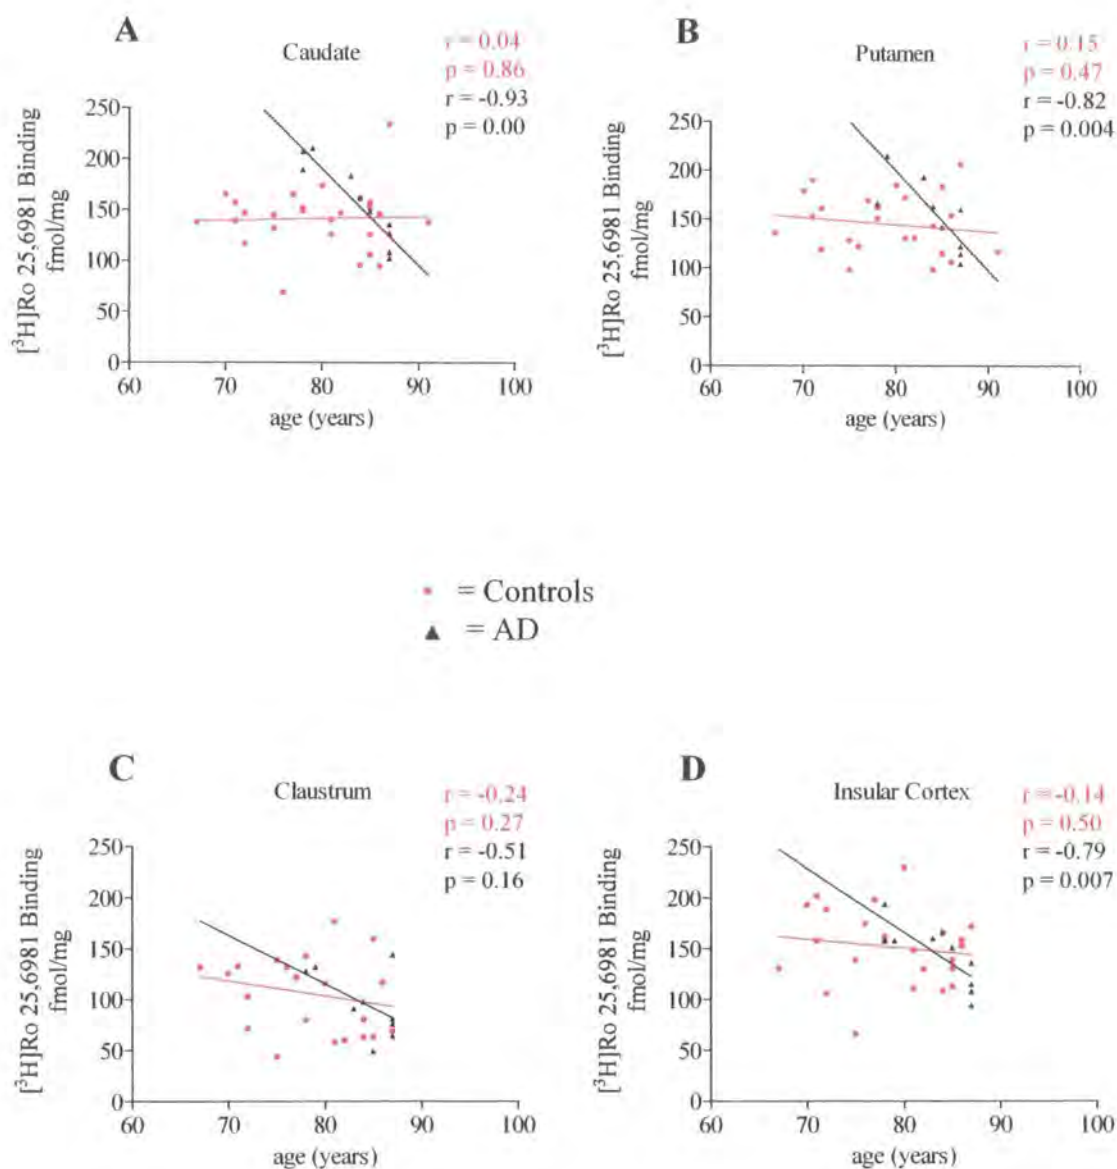 A
Caudate
r = 0.04
p = 0.86
r = -0.93
p = 0.00
[³H]Ro 25,6981 Binding
fmol/mg
250
200
150
100
50
0
60 70 80 90 100
age (years)
B
Putamen
r = 0.15
p = 0.47
r = -0.82
p = 0.004
[³H]Ro 25,6981 Binding
fmol/mg
250
200
150
100
50
0
60 70 80 90 100
age (years)
= Controls
= AD
C
Claustrum
r = -0.24
p = 0.27
r = -0.51
p = 0.16
[³H]Ro 25,6981 Binding
fmol/mg
250
200
150
100
50
0
60 70 80 90 100
age (years)
D
Insular Cortex
r = -0.14
p = 0.50
r = -0.79
p = 0.007
[³H]Ro 25,6981 Binding
fmol/mg
250
200
150
100
50
0
60 70 80 90 100
age (years)